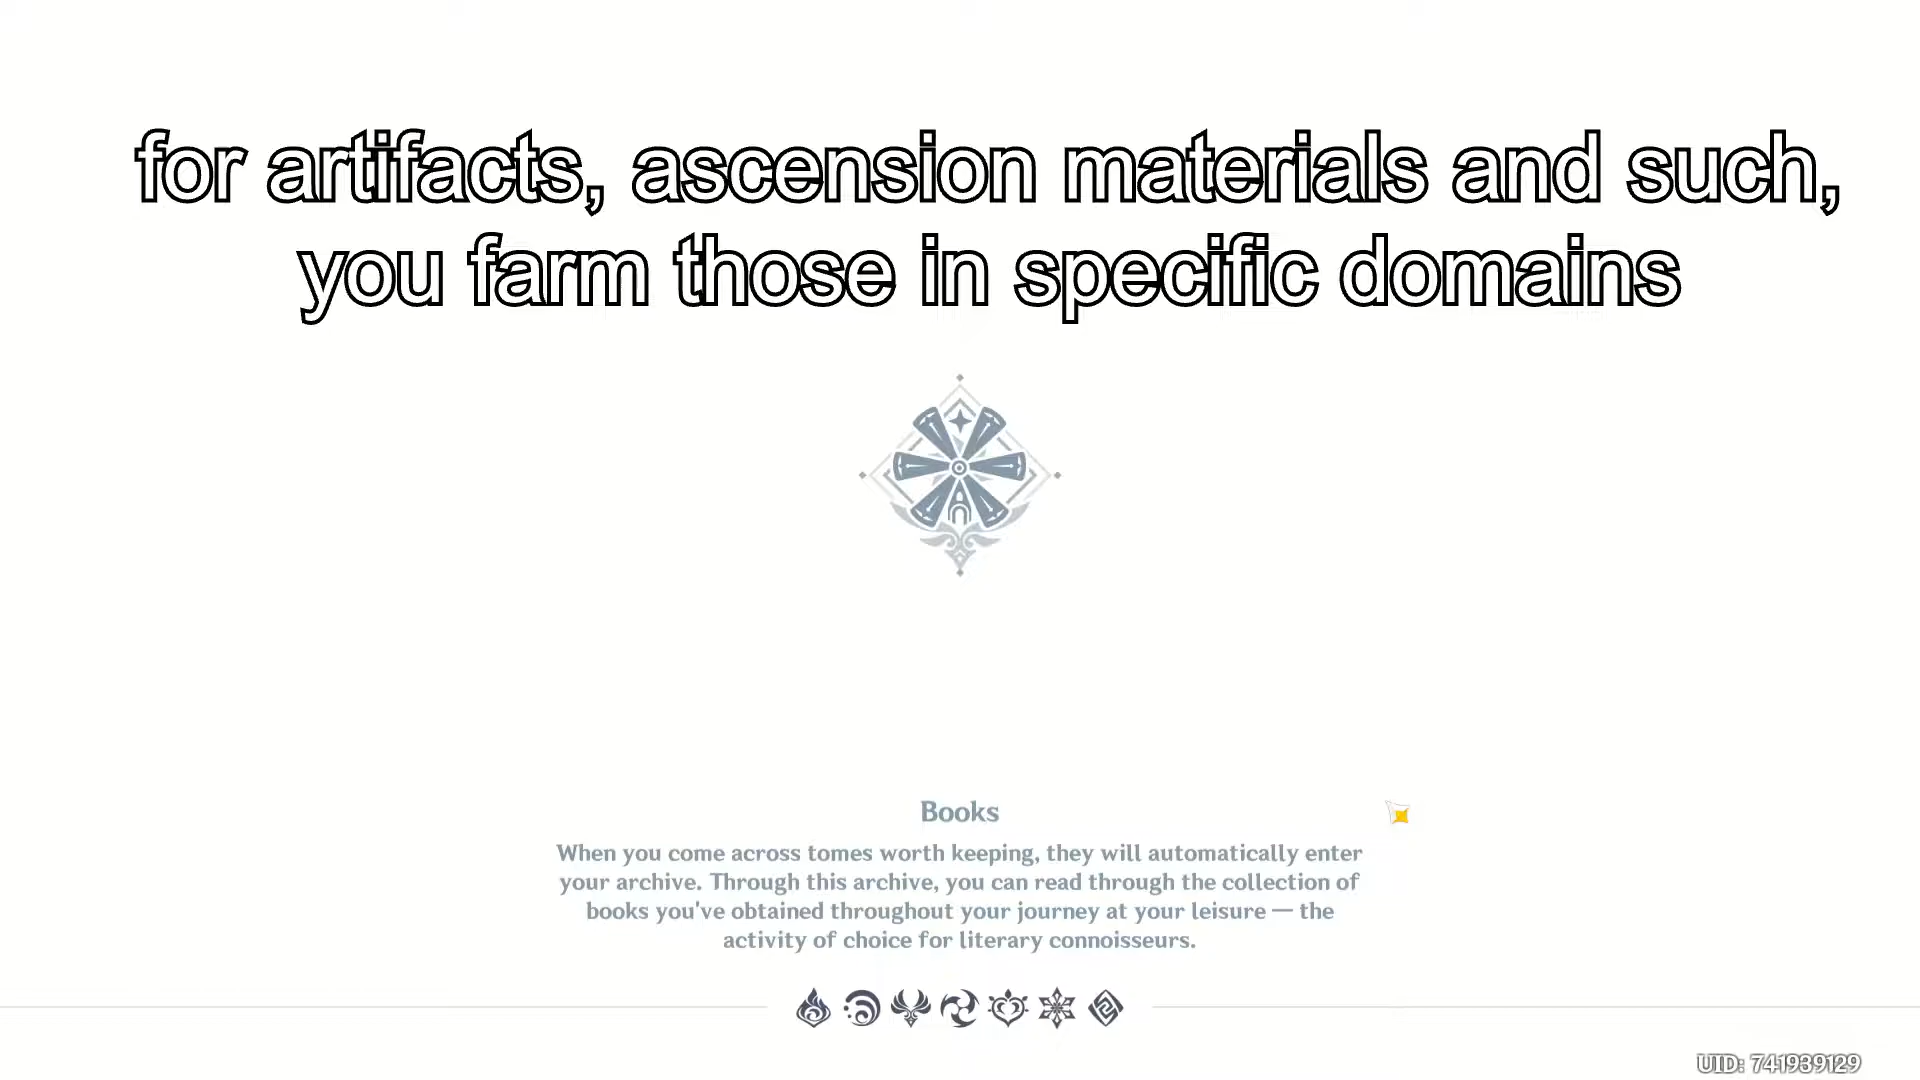 for artifacts, ascension materials and such,
you farm those in specific domains
Books
When you come across tomes worth keeping, they will automatically enter
your archive. Through this archive, you can read through the collection of
books you've obtained throughout your journey at your leisure — the
activity of choice for literary connoisseurs.
UID: 741939129